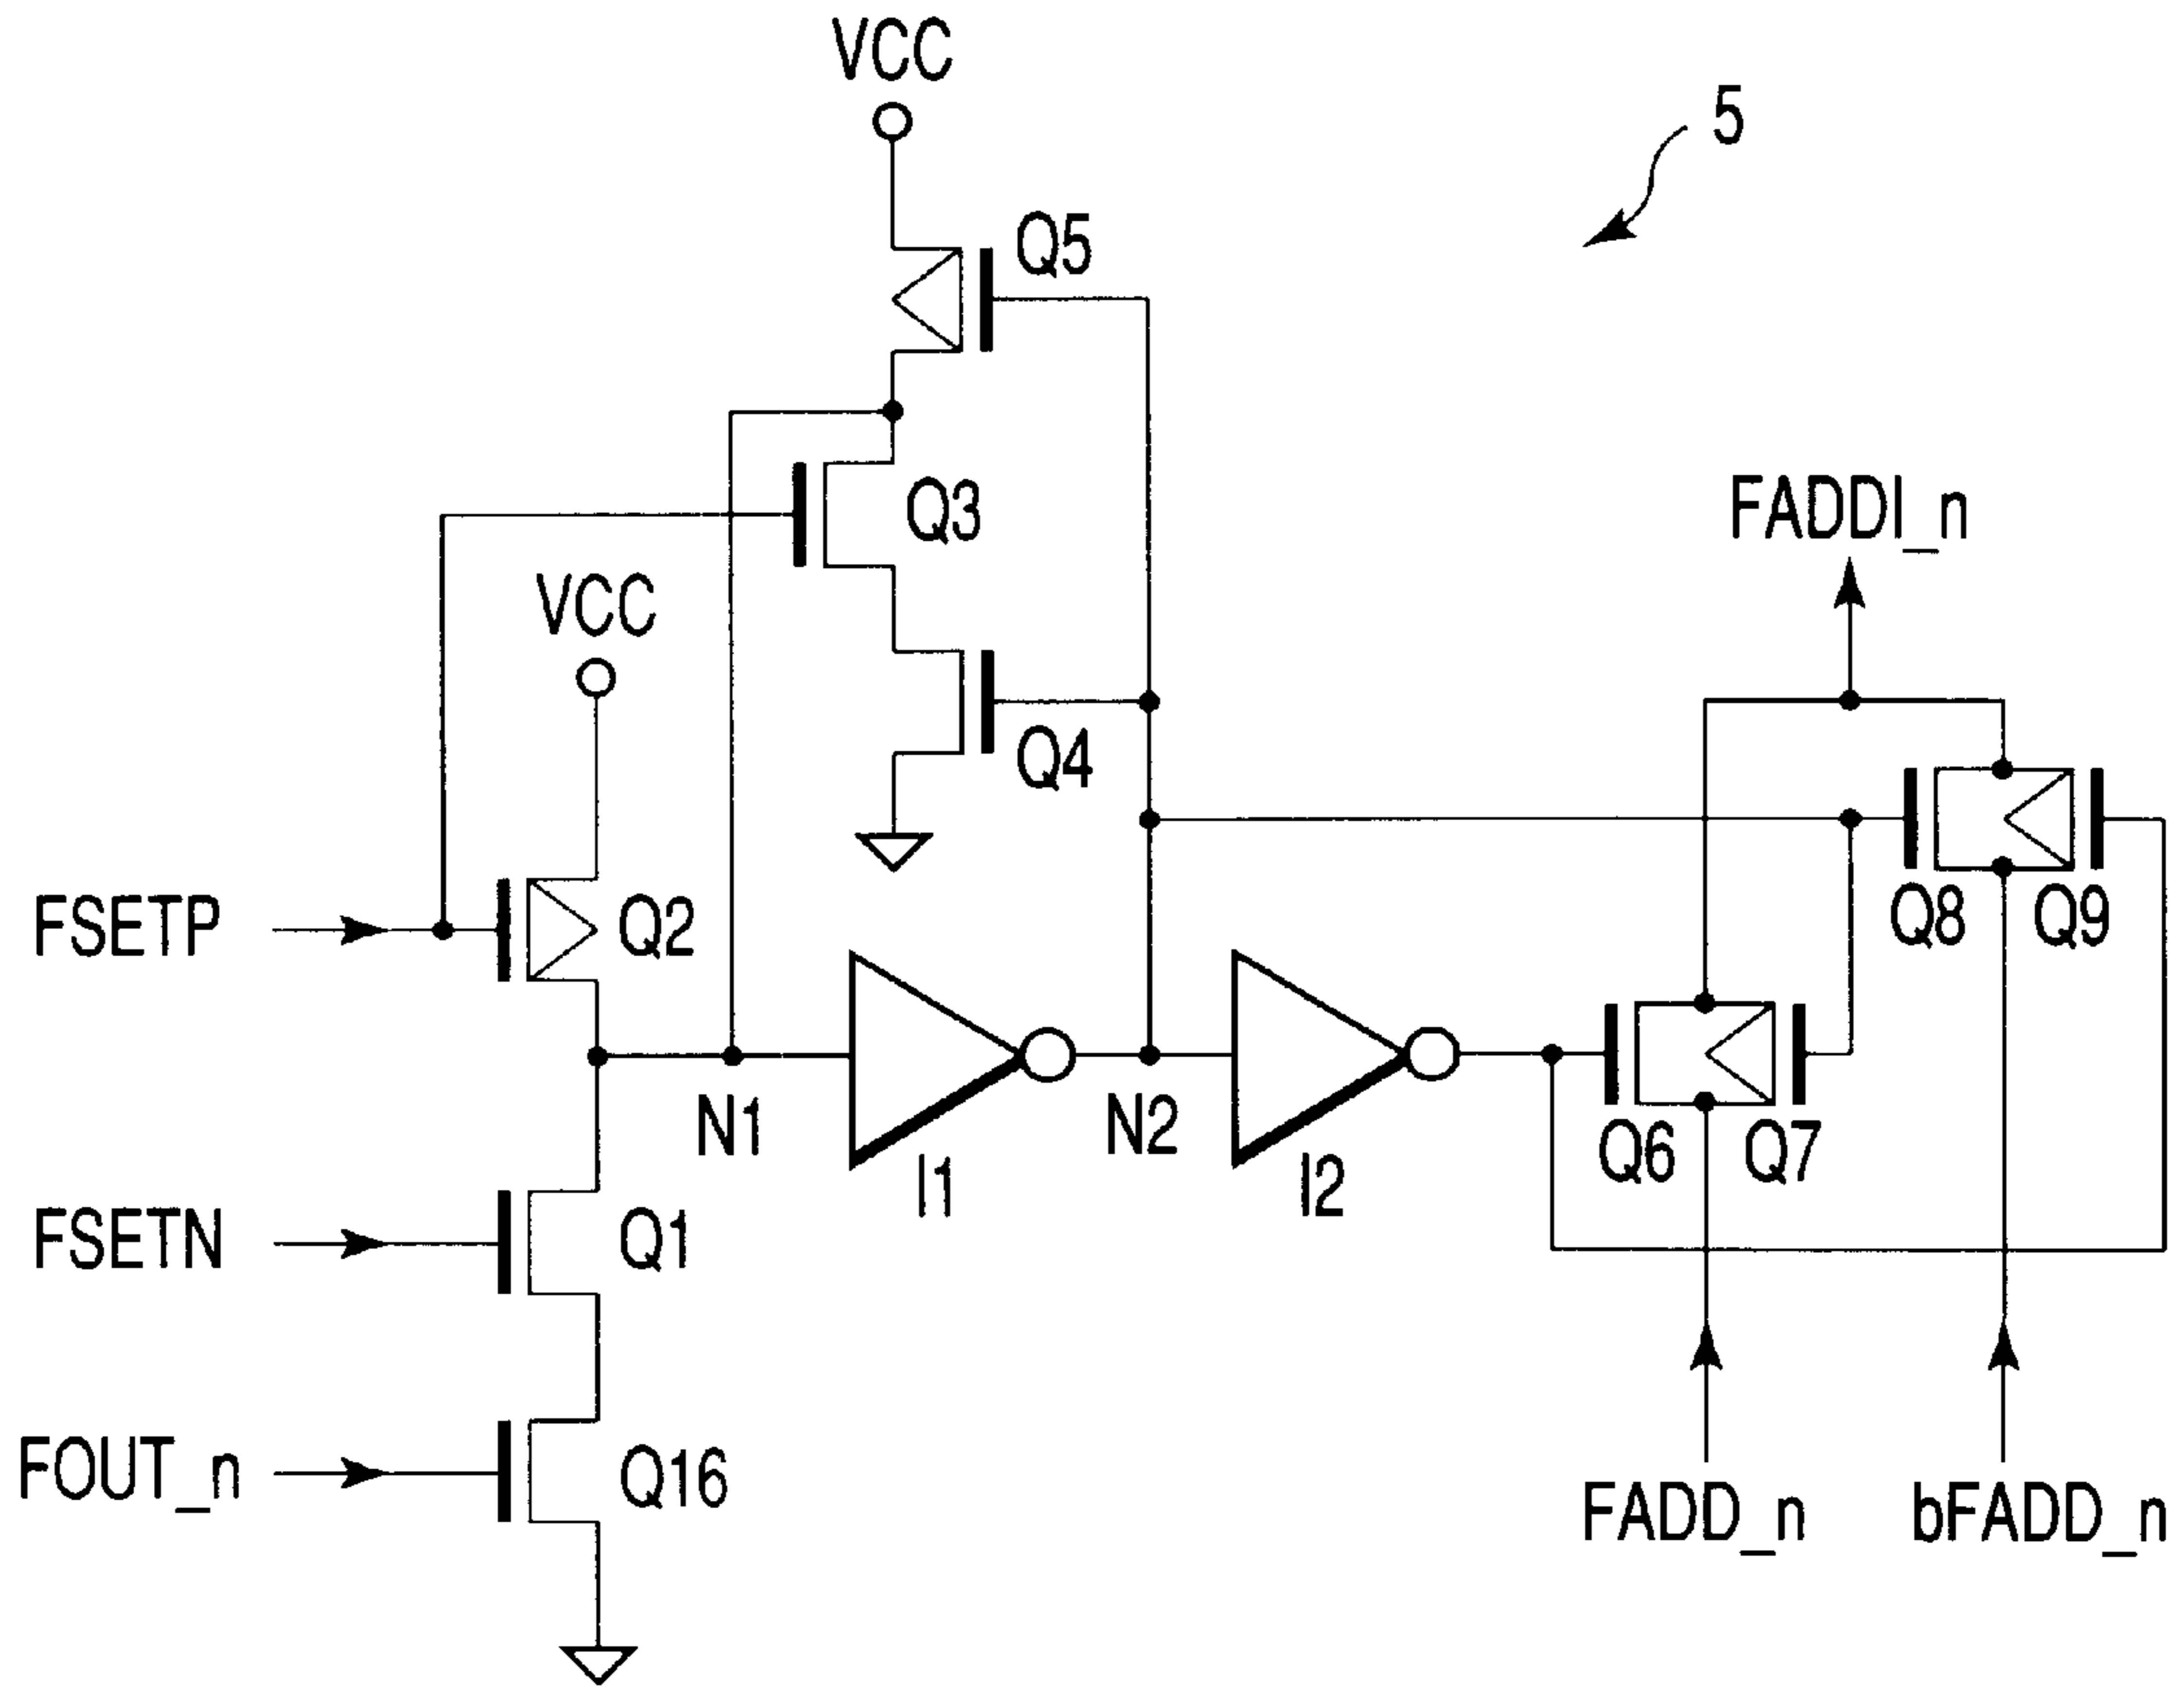 VCC
5
Q5
Q3
FADDI_n
VCC
Q4
FSETP
Q2
Q8
Q9
N1
N2
I1
I2
Q6
Q7
FSETN
Q1
FOUT_n
Q16
FADD_n
bFADD_n